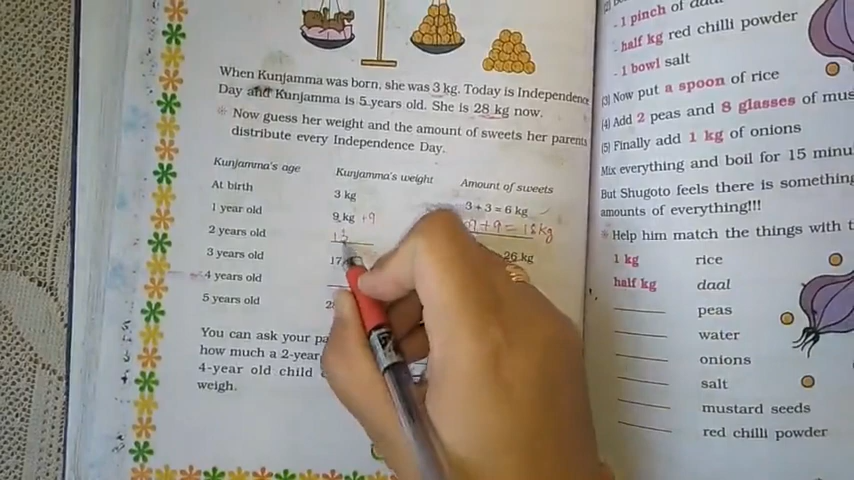 When Kunjamma was born, she was 3 kg. Today is Independence
Day and Kunjamma is 5 years old. She is 28 kg now.
Now guess her weight and the amount of sweets her parents
distribute every Independence Day.
Kunjamma's age Kunjamma's weight Amount of sweets
At birth 3 kg 3 + 3 = 6 kg
1 year old 9 kg +9 9+9 = 18 kg
2 years old 13 26 kg
3 years old 17
4 years old
5 years old
You can ask your
how much a 2-year
4-year old child
weigh.
1 pinch of
half kg red chilli powder
1 bowl salt
(3) Now put a spoon of rice
(4) Add 2 peas and 8 glasses of
(5) Finally add 1 kg of onions
Mix everything and boil for 15
But Shugoto feels there is something
amounts of everything!!!
Help him match the things with
1 kg rice
half kg daal
peas
water
onions
salt
mustard seeds
red chilli powder